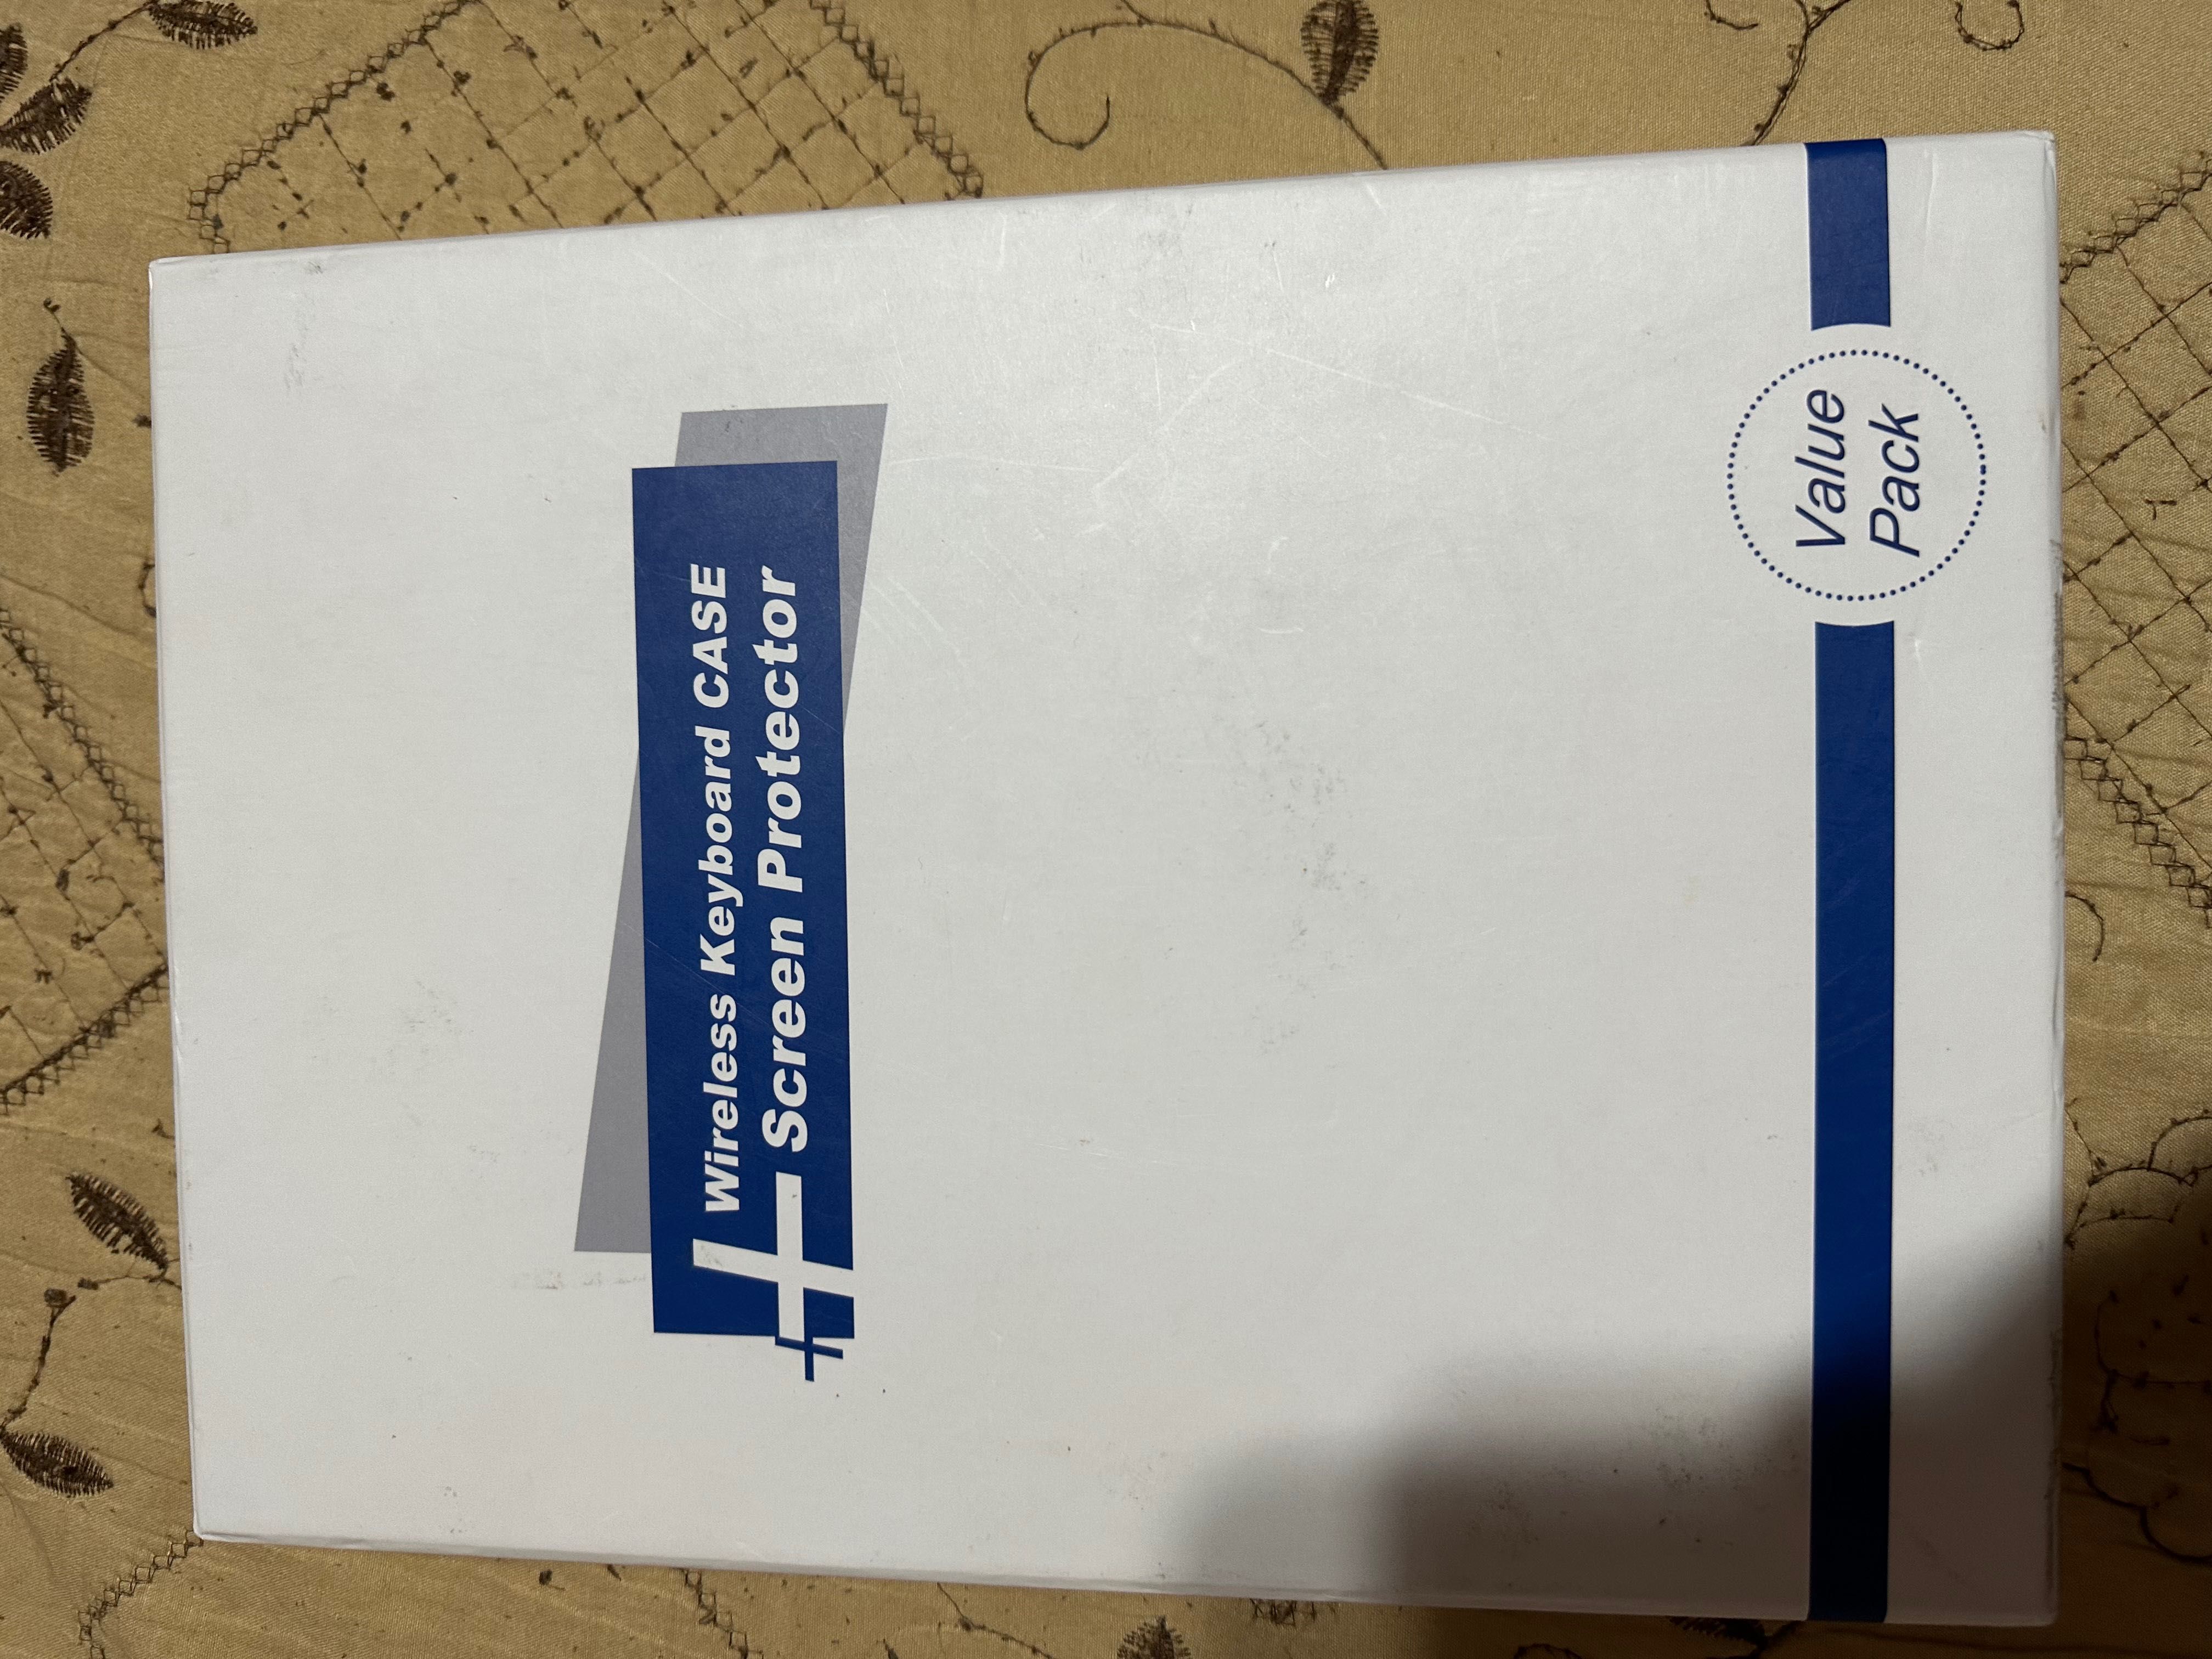 Wireless Keyboard CASE
+ Screen Protector
Value
Pack